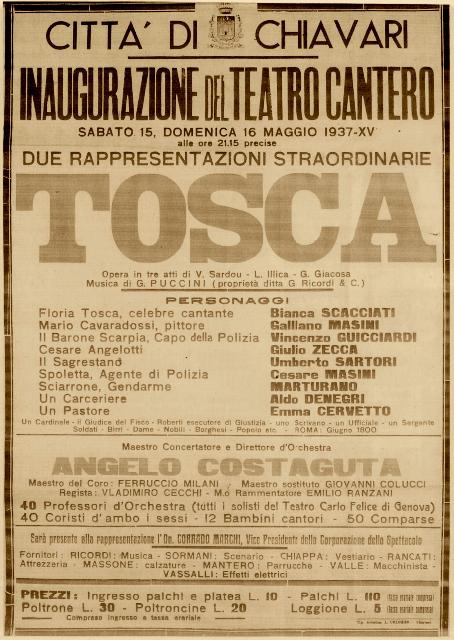 CITTA' DI CHIAVARI
INAUGURAZIONE DEL TEATRO CANTERO
SABATO 15, DOMENICA 16 MAGGIO 1937-XV
alle ore 21.15 precise
DUE RAPPRESENTAZIONI STRAORDINARIE
TOSCA
Opera in tre atti di V. Sardou - L. Illica - G. Giacosa
Musica di G. PUCCINI (proprietà ditta G Ricordi & C.)
PERSONAGGI
Floria Tosca, celebre cantante Bianca SCACCIATI
Mario Cavaradossi, pittore Galliano MASINI
Il Barone Scarpia, Capo della Polizia Vincenzo GUICCIARDI
Cesare Angelotti Giulio ZECCA
Il Sagrestano Umberto SARTORI
Spoletta, Agente di Polizia Cesare MASINI
Sciarrone, Gendarme MARTURANO
Un Carceriere Aldo DENEGRI
Un Pastore Emma CERVETTO
Un Cardinale - il Giudice del Fisco - Roberti esecutore di Giustizia - uno Scrivano - un Ufficiale - un Sergente
Soldati - Birri - Dame - Nobili - Borghesi - Popolo etc. - ROMA: Giugno 1800
Maestro Concertatore e Direttore d'Orchestra
ANGELO COSTAGUTA
Maestro del Coro: FERRUCCIO MILANI - Maestro sostituto GIOVANNI COLUCCI
Regista: VLADIMIRO CECCHI - M.o Rammentatore EMILIO RANZANI
40 Professori d'Orchestra (tutti i solisti del Teatro Carlo Felice di Genova)
40 Coristi d'ambo i sessi - 12 Bambini cantori - 50 Comparse
Sarà presente alla rappresentazione l'On. CORRADO MARCHI, Vice Presidente della Corporazione dello Spettacolo
Fornitori: RICORDI: Musica - SORMANI: Scenario - CHIAPPA: Vestiario - RANCATI:
Attrezzeria - MASSONE: calzature - MANTERO: Parrucche - VALLE: Macchinista -
VASSALLI: Effetti elettrici
PREZZI: Ingresso palchi e platea L. 10 - Palchi L. 110 (tassa erariale compresa)
Poltrone L. 30 - Poltroncine L. 20 Loggione L. 5 (tassa erariale compresa)
Compreso ingresso e tassa erariale